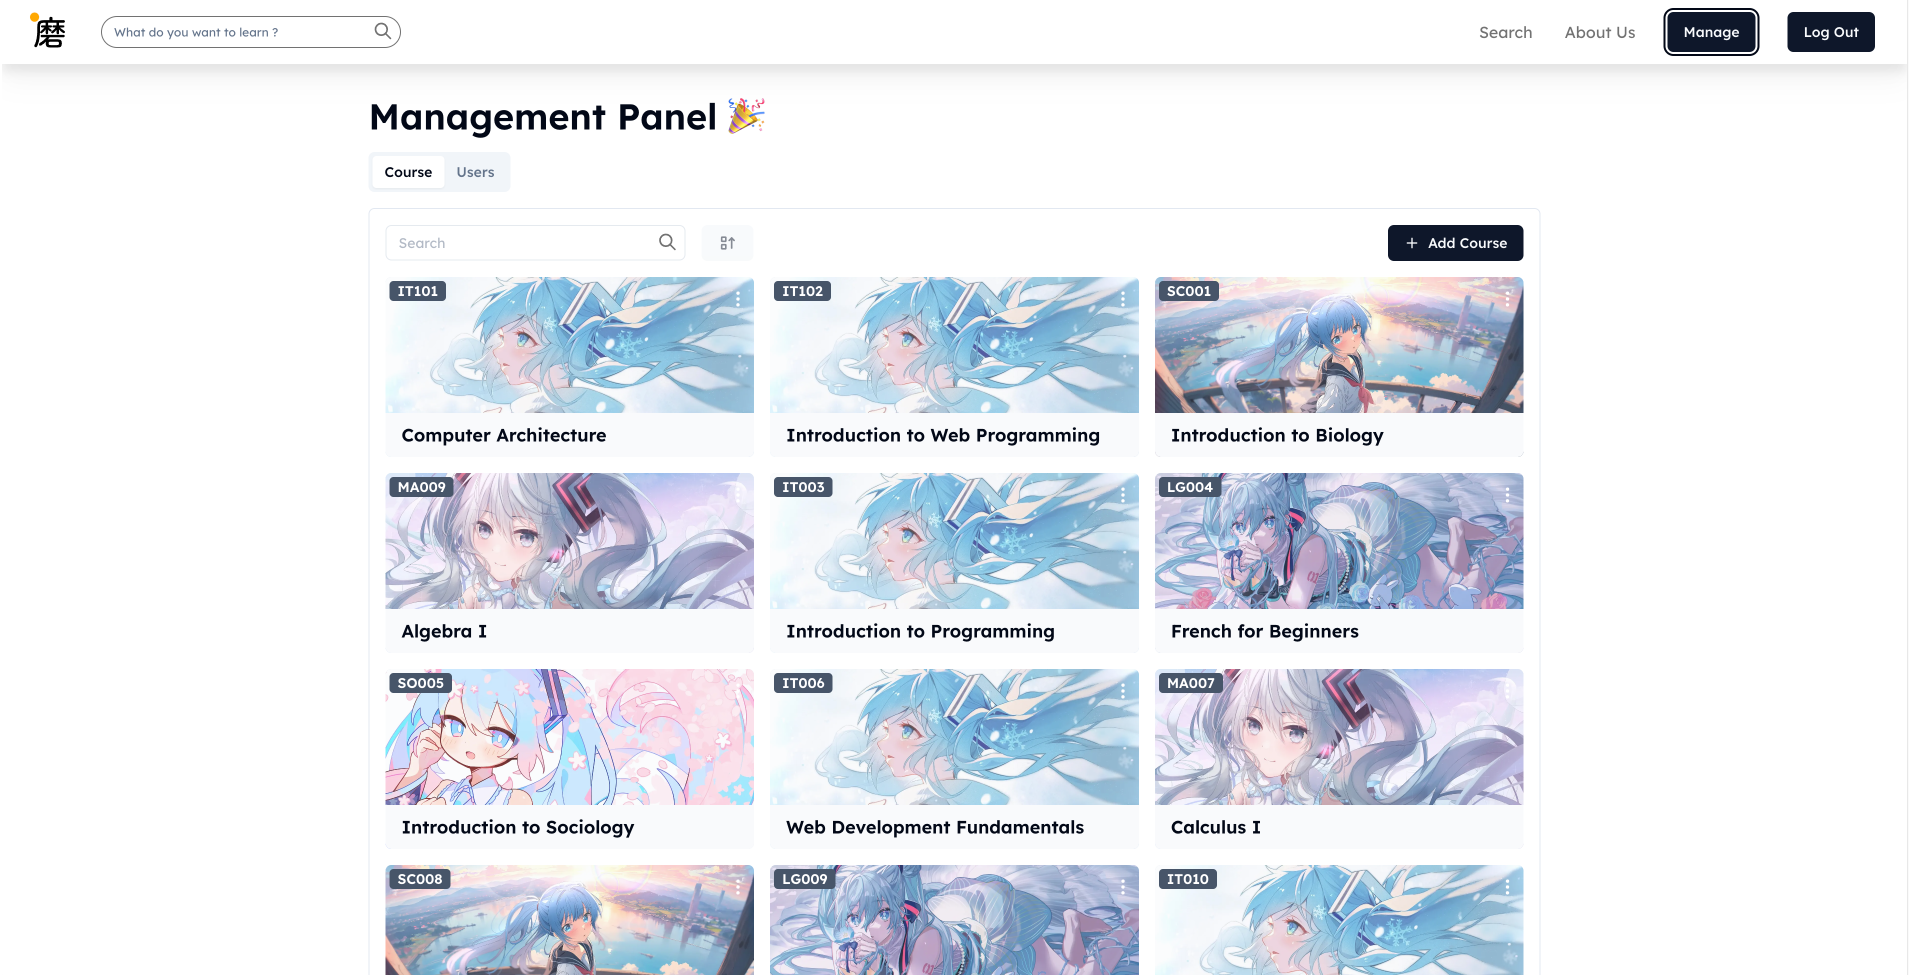 磨
What do you want to learn ?
Search
About Us
Manage
Log Out
Management Panel 🎉
Course
Users
Search
+ Add Course
IT101
Computer Architecture
IT102
Introduction to Web Programming
SC001
Introduction to Biology
MA009
Algebra I
IT003
Introduction to Programming
LG004
French for Beginners
SO005
Introduction to Sociology
IT006
Web Development Fundamentals
MA007
Calculus I
SC008
LG009
IT010